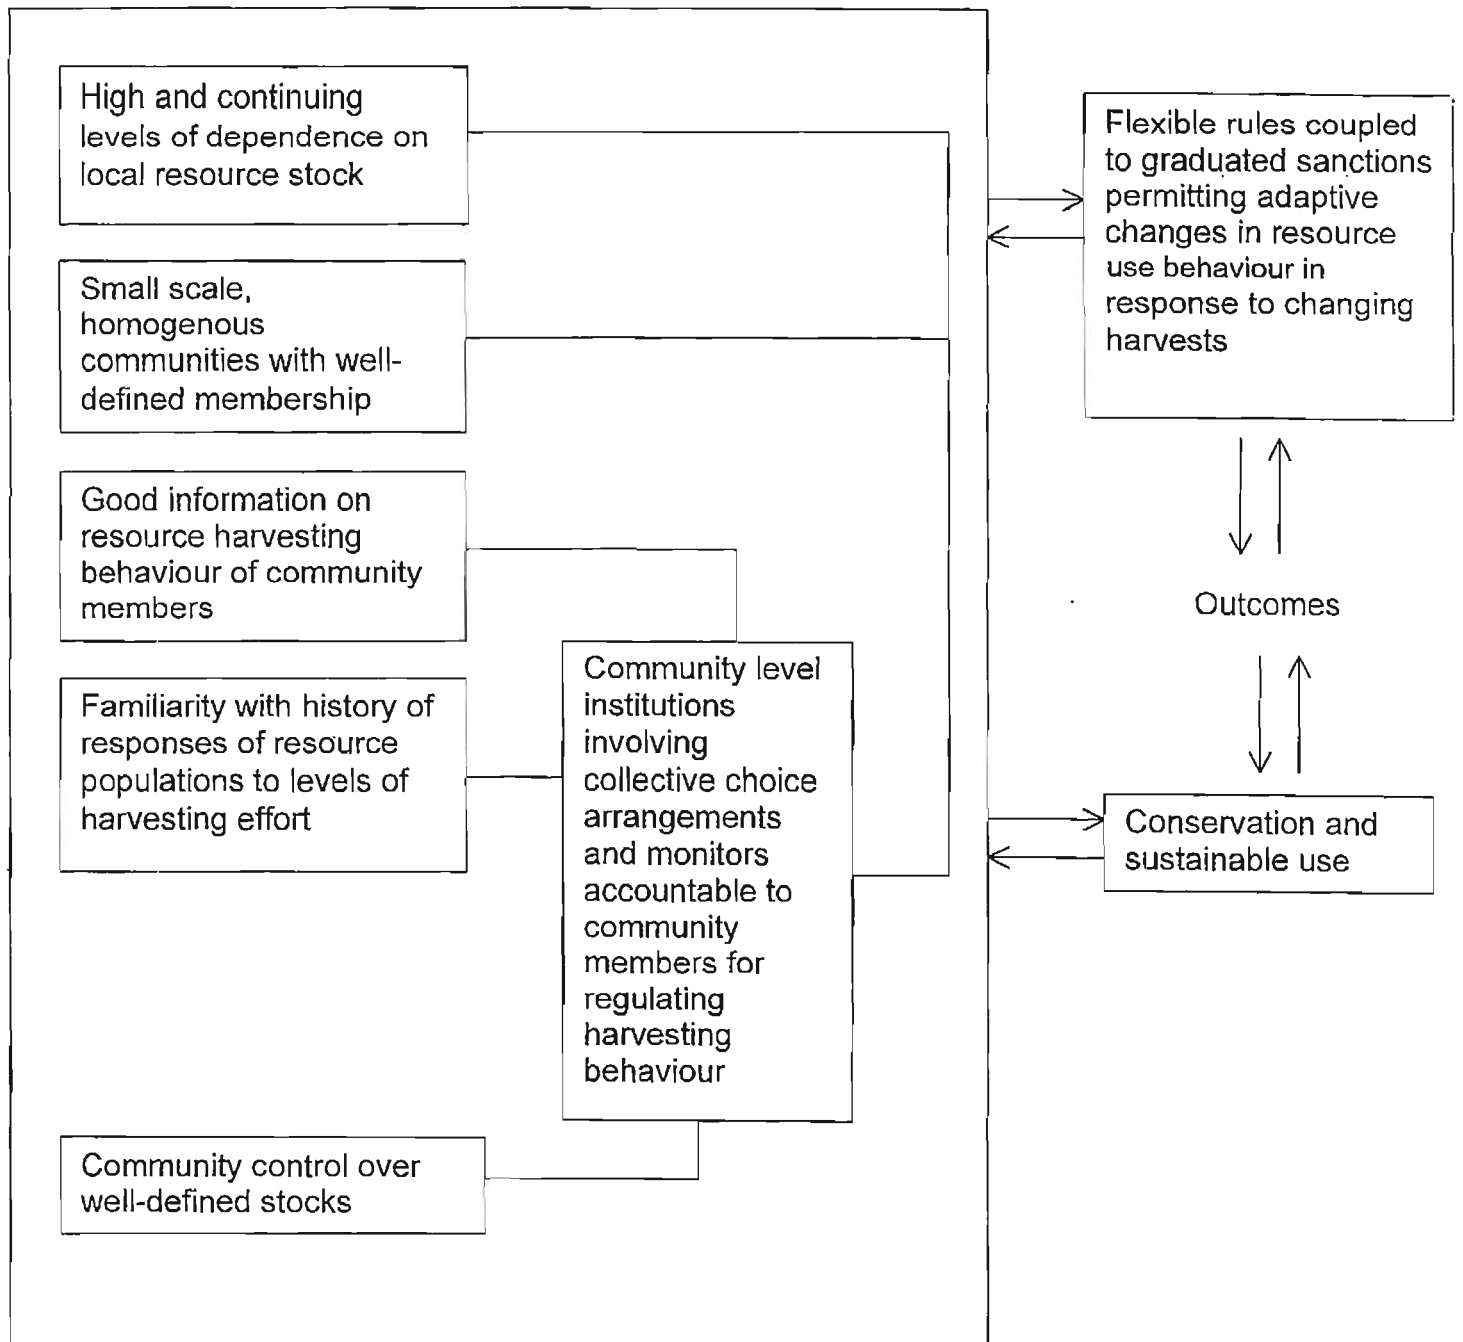 High and continuing
levels of dependence on
local resource stock
Small scale,
homogenous
communities with well-
defined membership
Good information on
resource harvesting
behaviour of community
members
Familiarity with history of
responses of resource
populations to levels of
harvesting effort
Community level
institutions
involving
collective choice
arrangements
and monitors
accountable to
community
members for
regulating
harvesting
behaviour
Community control over
well-defined stocks
Flexible rules coupled
to graduated sanctions
permitting adaptive
changes in resource
use behaviour in
response to changing
harvests
Outcomes
Conservation and
sustainable use